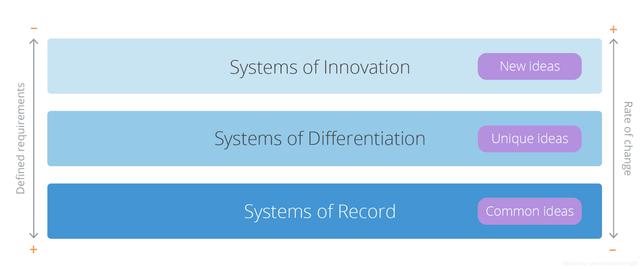 − +
Systems of Innovation New ideas
Defined requirements
Systems of Differentiation Unique ideas
Rate of change
Systems of Record Common ideas
+ −